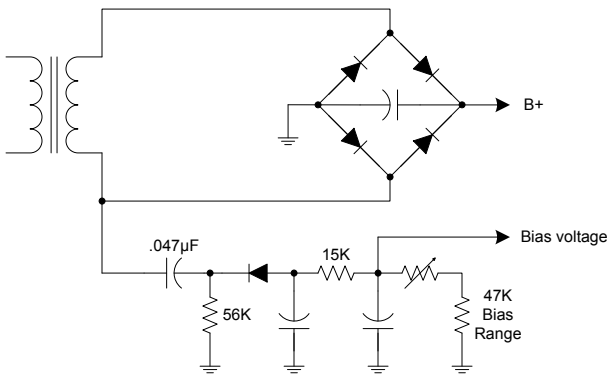 B+
Bias voltage
.047µF
15K
56K
47K
Bias
Range